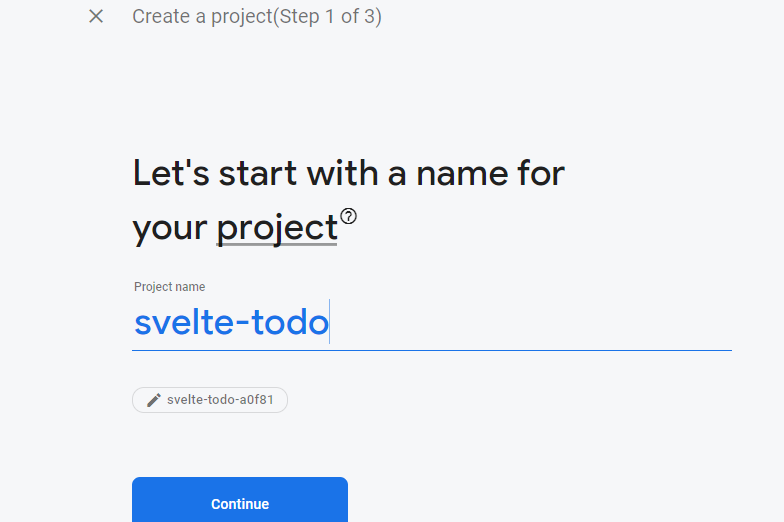 Create a project(Step 1 of 3)
Let's start with a name for
your project
Project name
svelte-todo
svelte-todo-a0f81
Continue